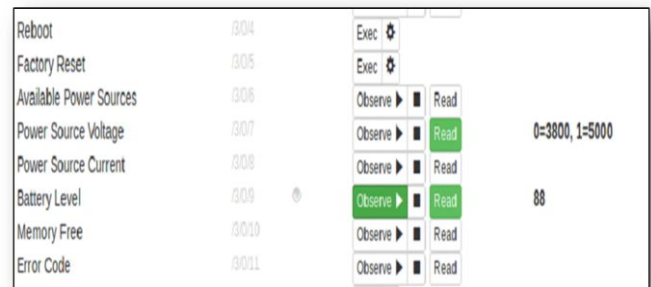 Reboot /3/0/4 Exec
Factory Reset /3/0/5 Exec
Available Power Sources /3/0/6 Observe Read
Power Source Voltage /3/0/7 Observe Read 0=3800, 1=5000
Power Source Current /3/0/8 Observe Read
Battery Level /3/0/9 Observe Read 88
Memory Free /3/0/10 Observe Read
Error Code /3/0/11 Observe Read